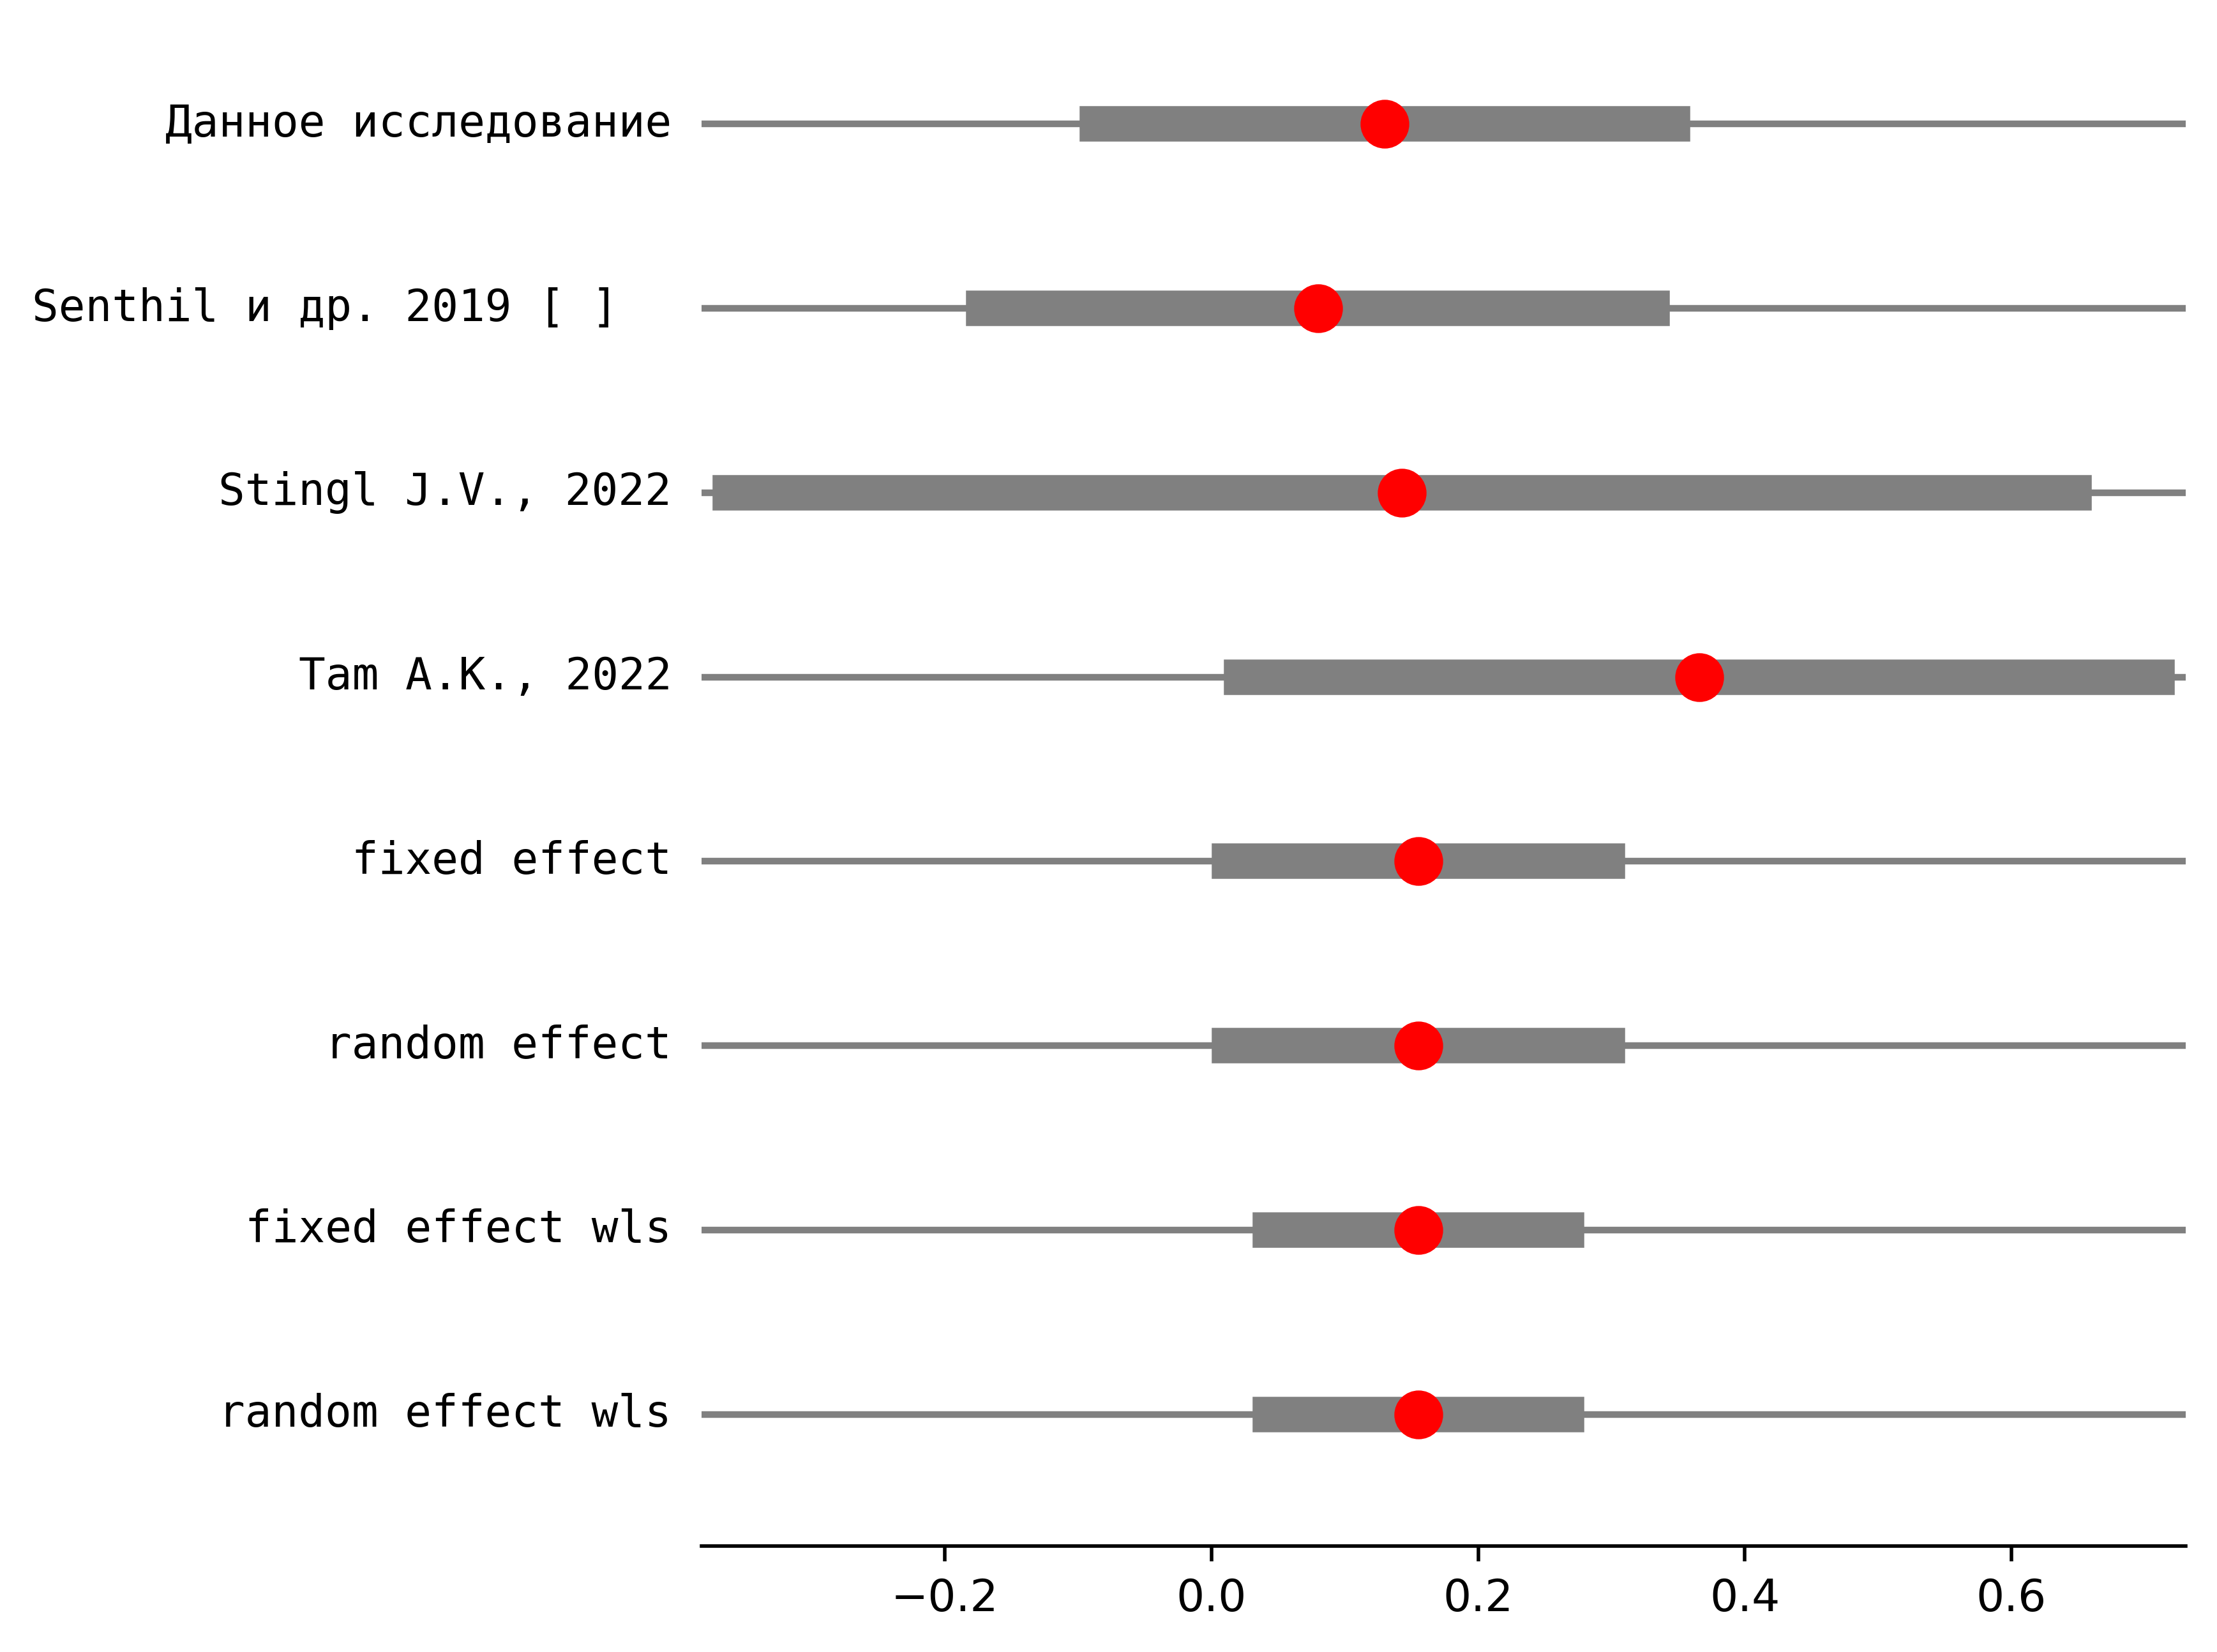 Данное исследование
Senthil и др. 2019 [ ]
Stingl J.V., 2022
Tam A.K., 2022
fixed effect
random effect
fixed effect wls
random effect wls
−0.2 0.0 0.2 0.4 0.6